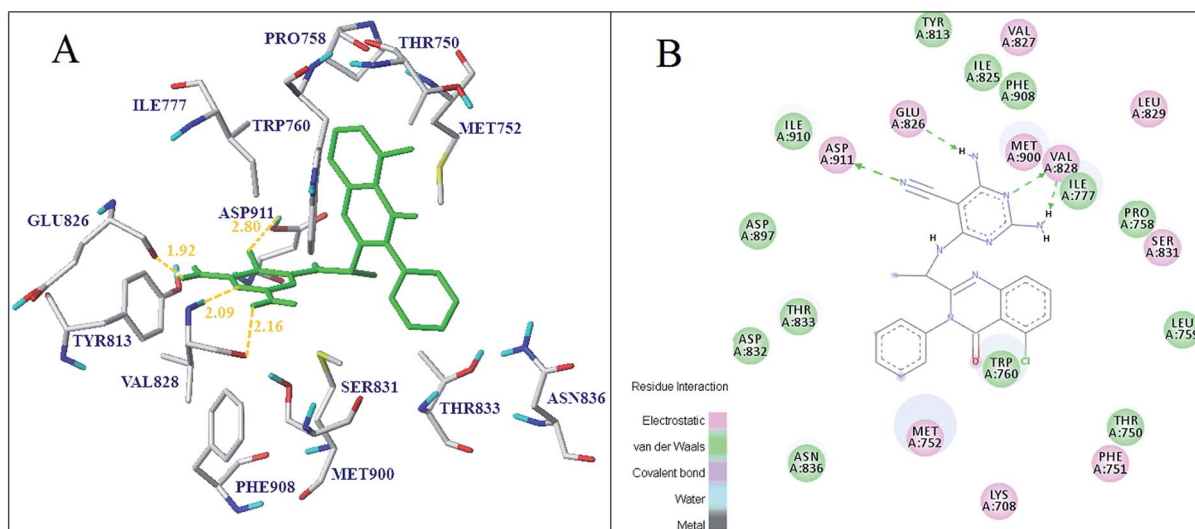 A
PRO758
THR750
ILE777
TRP760
MET752
GLU826
ASP911
2.80
1.92
2.09
2.16
TYR813
VAL828
SER831
THR833
ASN836
MET900
PHE908
B
TYR
A:813
VAL
A:827
ILE
A:825
PHE
A:908
LEU
A:829
GLU
A:826
ILE
A:910
ASP
A:911
MET
A:900
VAL
A:828
ILE
A:777
H
N
N
N
N
H
N
H
H
N
N
PRO
A:758
SER
A:831
ASP
A:897
THR
A:833
ASP
A:832
N
N
O
Cl
TRP
A:760
LEU
A:759
MET
A:752
THR
A:750
PHE
A:751
ASN
A:836
LYS
A:708
Residue Interaction
Electrostatic
van der Waals
Covalent bond
Water
Metal